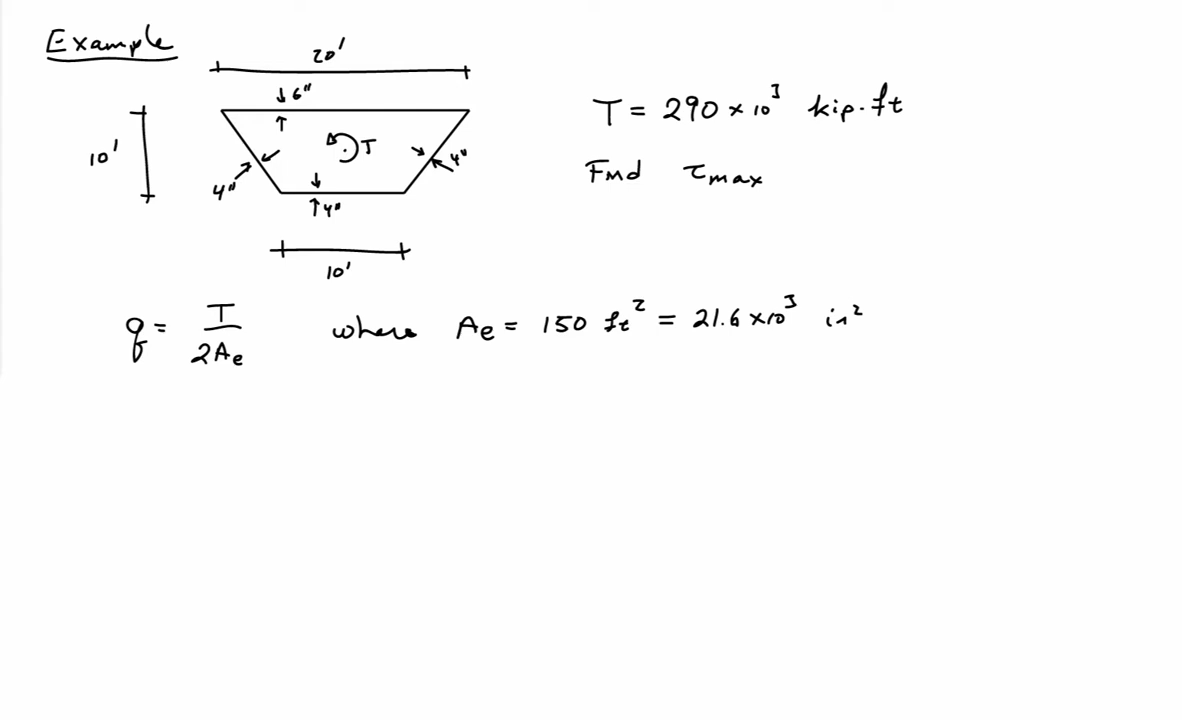 Example
20'
6"
T = 290 × 10³ kip·ft
T
10'
4"
4"
Find τmax
4"
10'
q = T / 2Ae where Ae = 150 ft² = 21.6 × 10³ in²